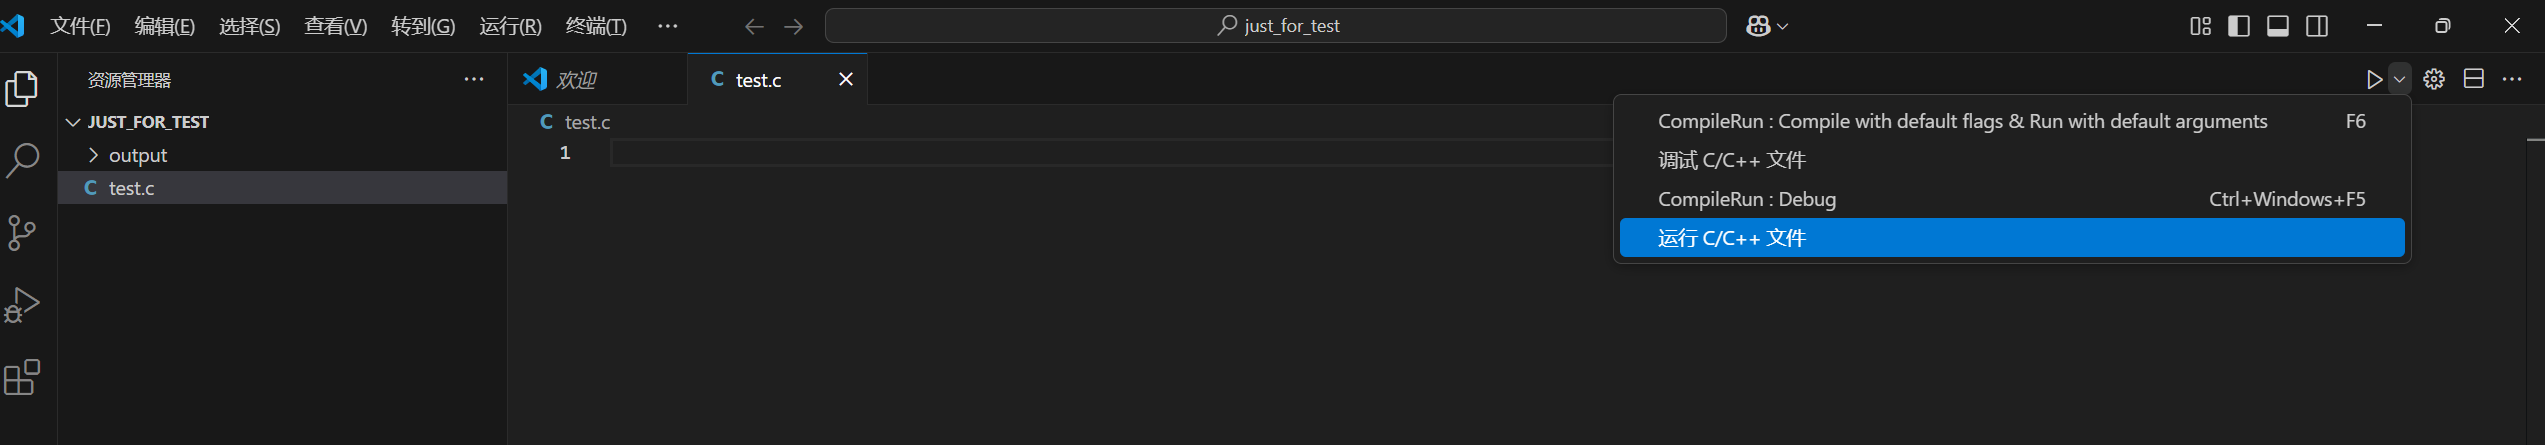 文件(F) 编辑(E) 选择(S) 查看(V) 转到(G) 运行(R) 终端(T) ··· just_for_test
资源管理器 ···
欢迎
C test.c
JUST_FOR_TEST
output
C test.c
C test.c
1
CompileRun : Compile with default flags & Run with default arguments F6
调试 C/C++ 文件
CompileRun : Debug Ctrl+Windows+F5
运行 C/C++ 文件